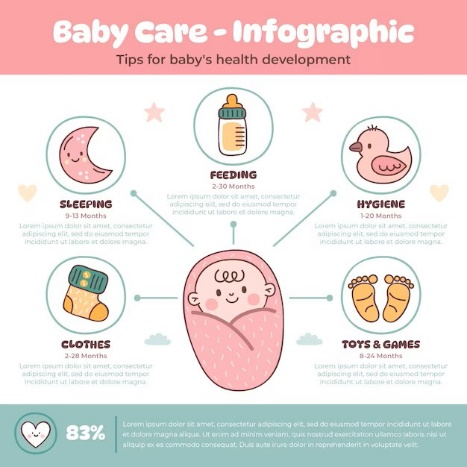 Baby Care - Infographic
Tips for baby's health development
FEEDING
2-30 Months
Lorem ipsum dolor sit amet, consectetur
adipiscing elit, sed do eiusmod tempor
incididunt ut labore et dolore magna.
SLEEPING
9-13 Months
Lorem ipsum dolor sit amet, consectetur
adipiscing elit, sed do eiusmod tempor
incididunt ut labore et dolore magna.
HYGIENE
1-20 Months
Lorem ipsum dolor sit amet, consectetur
adipiscing elit, sed do eiusmod tempor
incididunt ut labore et dolore magna.
CLOTHES
2-28 Months
Lorem ipsum dolor sit amet, consectetur
adipiscing elit, sed do eiusmod tempor
incididunt ut labore et dolore magna.
TOYS & GAMES
8-24 Months
Lorem ipsum dolor sit amet, consectetur
adipiscing elit, sed do eiusmod tempor
incididunt ut labore et dolore magna.
83%
Lorem ipsum dolor sit amet, consectetur adipiscing elit, sed do eiusmod tempor incididunt ut labore et dolore
magna aliqua. Ut enim ad minim veniam, quis nostrud exercitation ullamco laboris nisi ut
aliquip ex ea commodo consequat. Duis aute irure dolor in reprehenderit in voluptate velit.